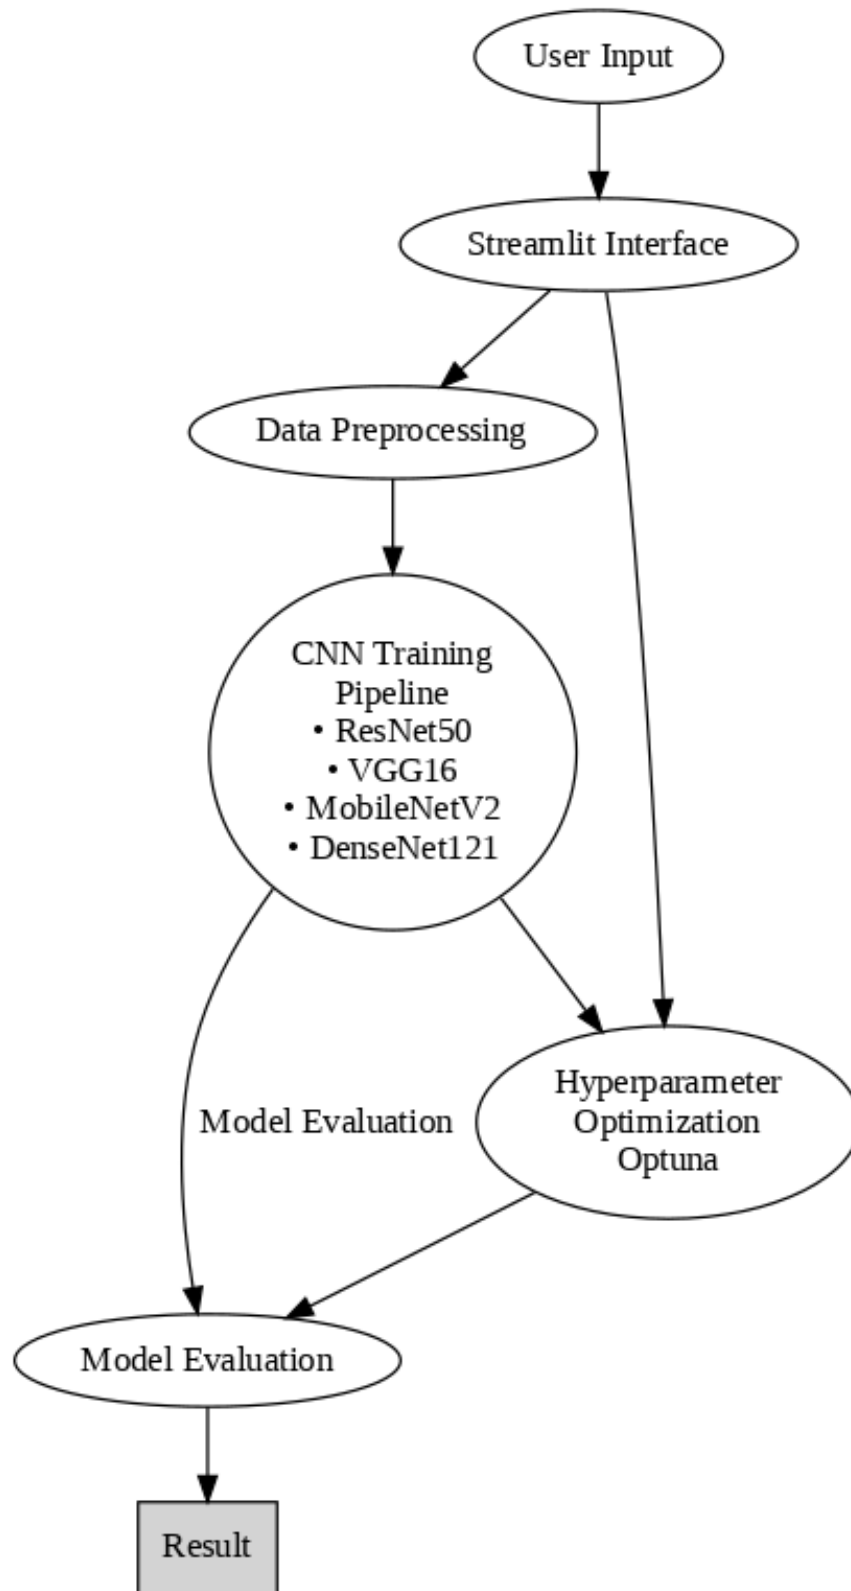 User Input
Streamlit Interface
Data Preprocessing
CNN Training
Pipeline
• ResNet50
• VGG16
• MobileNetV2
• DenseNet121
Hyperparameter
Optimization
Optuna
Model Evaluation
Model Evaluation
Result